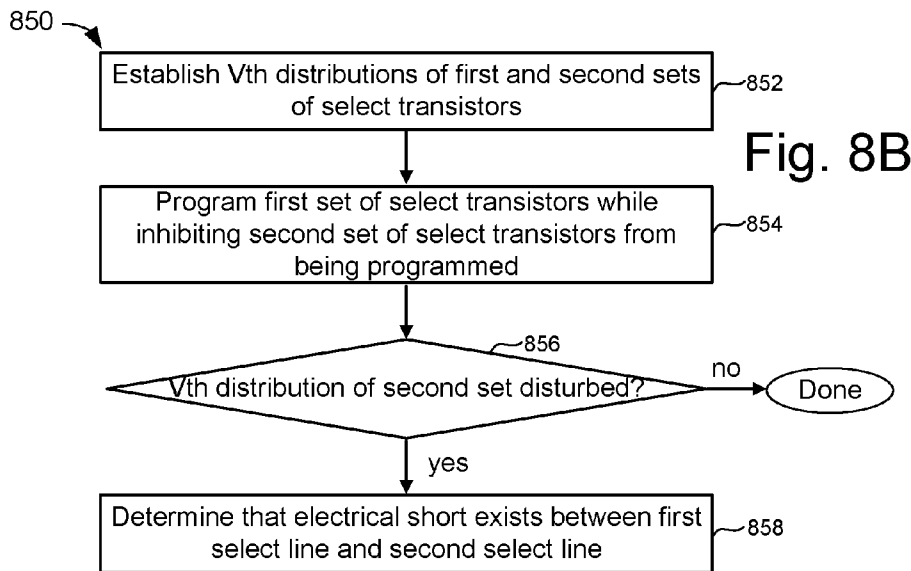 850
Establish Vth distributions of first and second sets
of select transistors
852
Fig. 8B
Program first set of select transistors while
inhibiting second set of select transistors from
being programmed
854
856
Vth distribution of second set disturbed?
no
Done
yes
Determine that electrical short exists between first
select line and second select line
858